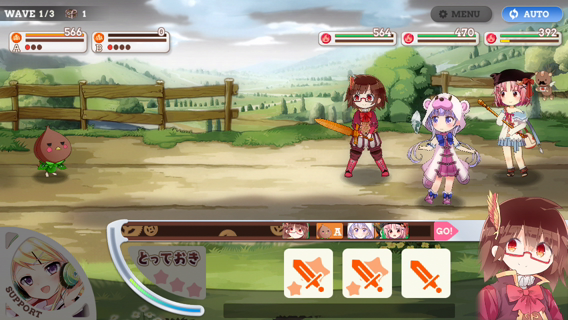 WAVE 1/3 1
MENU
AUTO
566
A
0
B
564
470
392
A
GO!
とっておき
SUPPORT